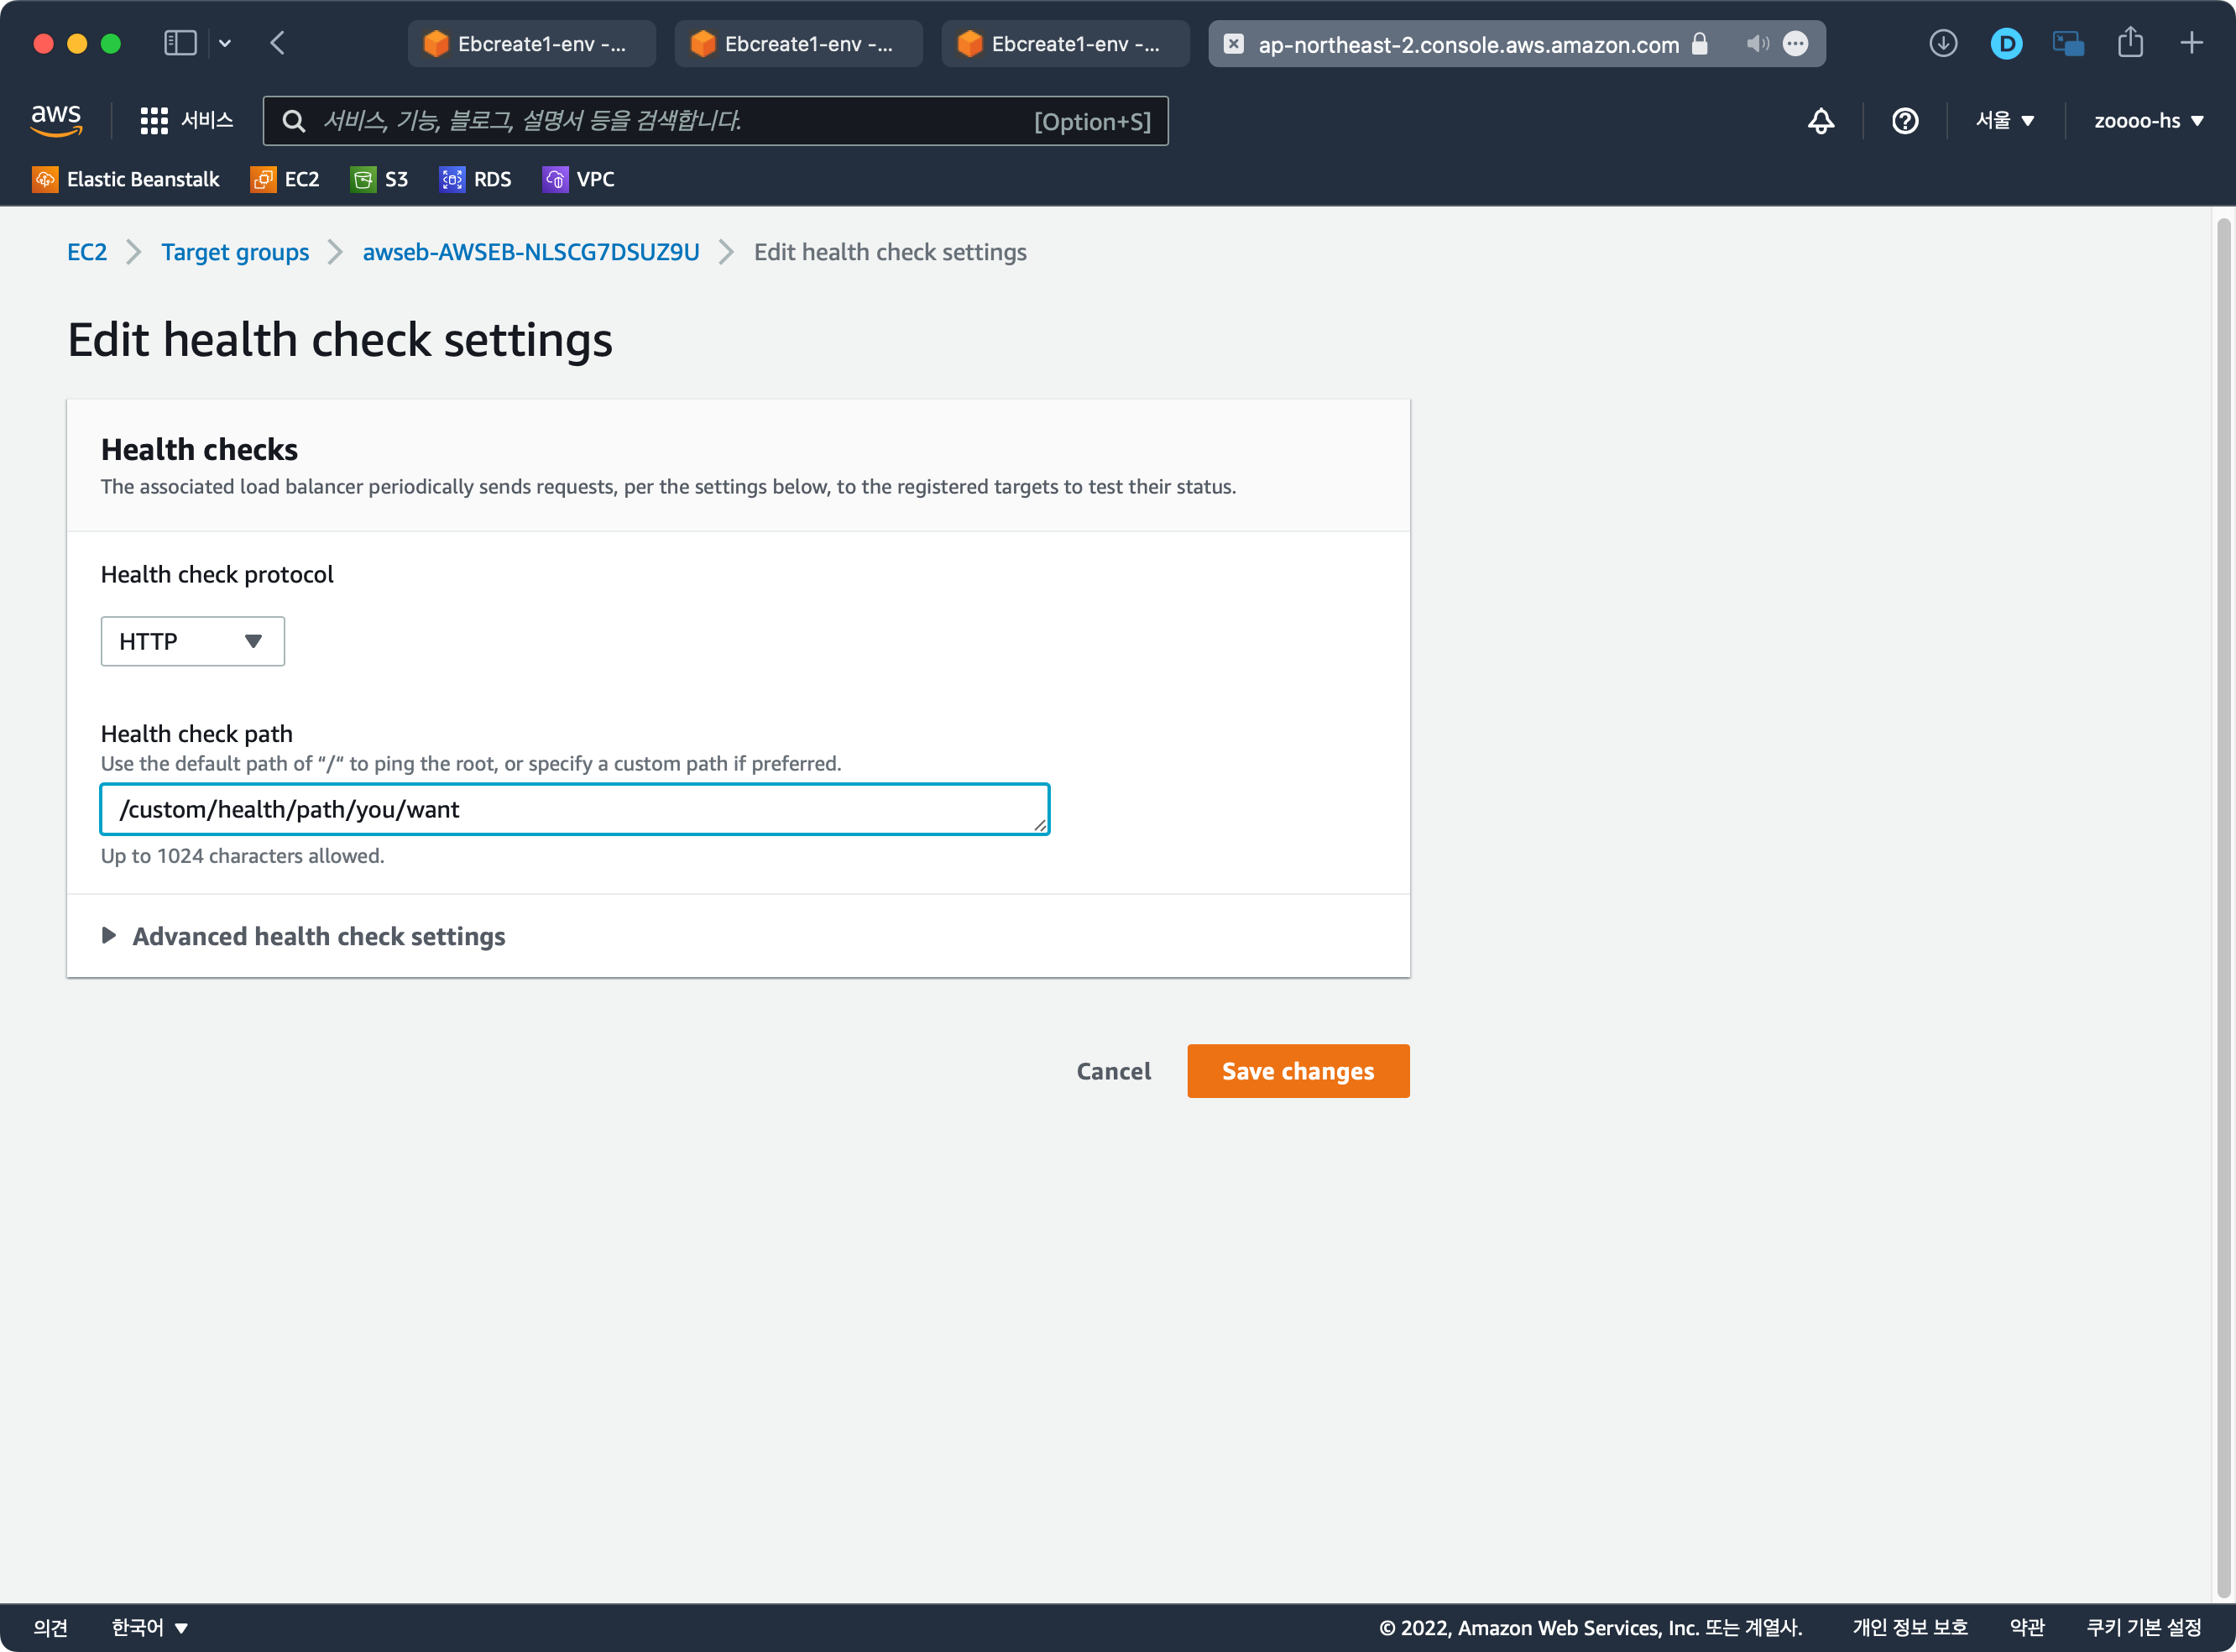 Ebcreate1-env -...
Ebcreate1-env -...
Ebcreate1-env -...
ap-northeast-2.console.aws.amazon.com
D
aws
서비스
서비스, 기능, 블로그, 설명서 등을 검색합니다.
[Option+S]
서울
zoooo-hs
Elastic Beanstalk
EC2
S3
RDS
VPC
EC2
Target groups
awseb-AWSEB-NLSCG7DSUZ9U
Edit health check settings
Edit health check settings
Health checks
The associated load balancer periodically sends requests, per the settings below, to the registered targets to test their status.
Health check protocol
HTTP
Health check path
Use the default path of “/“ to ping the root, or specify a custom path if preferred.
/custom/health/path/you/want
Up to 1024 characters allowed.
Advanced health check settings
Cancel
Save changes
의견
한국어
© 2022, Amazon Web Services, Inc. 또는 계열사.
개인 정보 보호
약관
쿠키 기본 설정